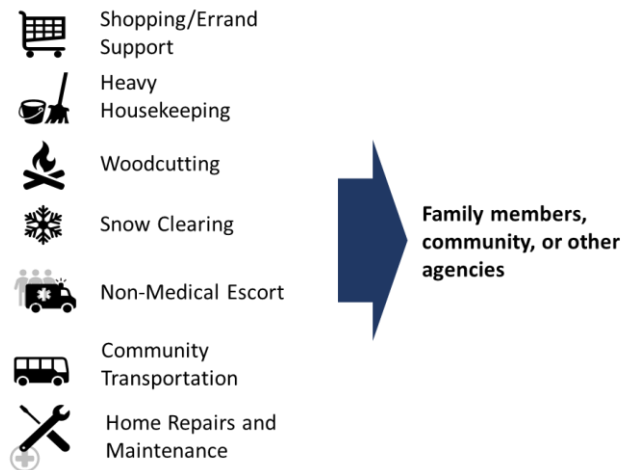 Shopping/Errand
Support
Heavy
Housekeeping
Woodcutting
Snow Clearing
Non-Medical Escort
Community
Transportation
Home Repairs and
Maintenance
Family members,
community, or other
agencies